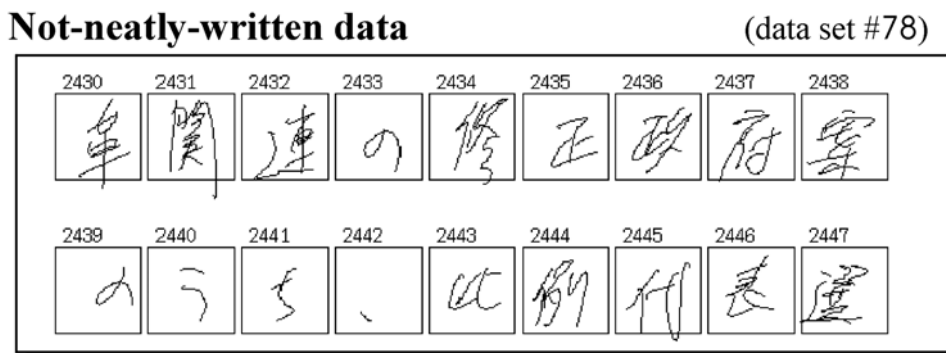 Not-neatly-written data (data set #78)
2430 2431 2432 2433 2434 2435 2436 2437 2438
車 関 連 の 修 正 政 府 案
2439 2440 2441 2442 2443 2444 2445 2446 2447
の う ち 、 比 例 代 表 選